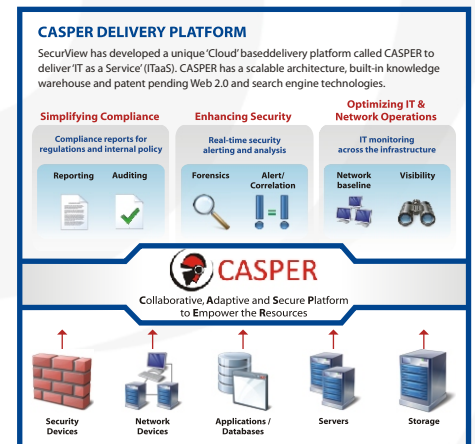 CASPER DELIVERY PLATFORM
SecurView has developed a unique 'Cloud' baseddelivery platform called CASPER to
deliver 'IT as a Service' (ITaaS). CASPER has a scalable architecture, built-in knowledge
warehouse and patent pending Web 2.0 and search engine technologies.
Simplifying Compliance
Compliance reports for
regulations and internal policy
Reporting
Auditing
Enhancing Security
Real-time security
alerting and analysis
Forensics
Alert/
Correlation
Optimizing IT &
Network Operations
IT monitoring
across the infrastructure
Network
baseline
Visibility
CASPER
Collaborative, Adaptive and Secure Platform
to Empower the Resources
Security
Devices
Network
Devices
Applications /
Databases
Servers
Storage